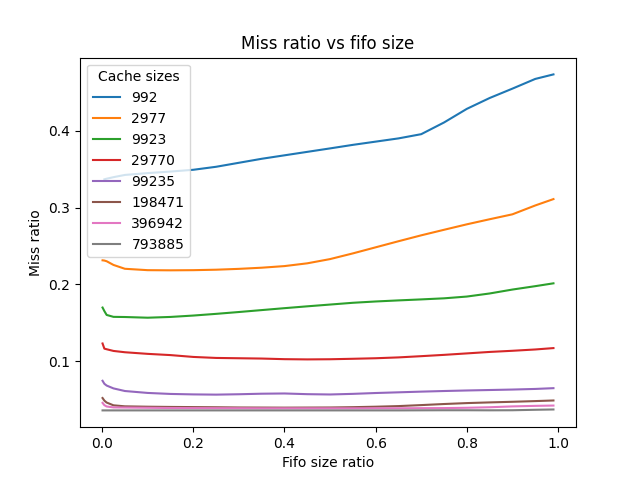 Miss ratio vs fifo size
Cache sizes
992
2977
9923
29770
99235
198471
396942
793885
0.4
0.3
0.2
0.1
Miss ratio
0.0 0.2 0.4 0.6 0.8 1.0
Fifo size ratio